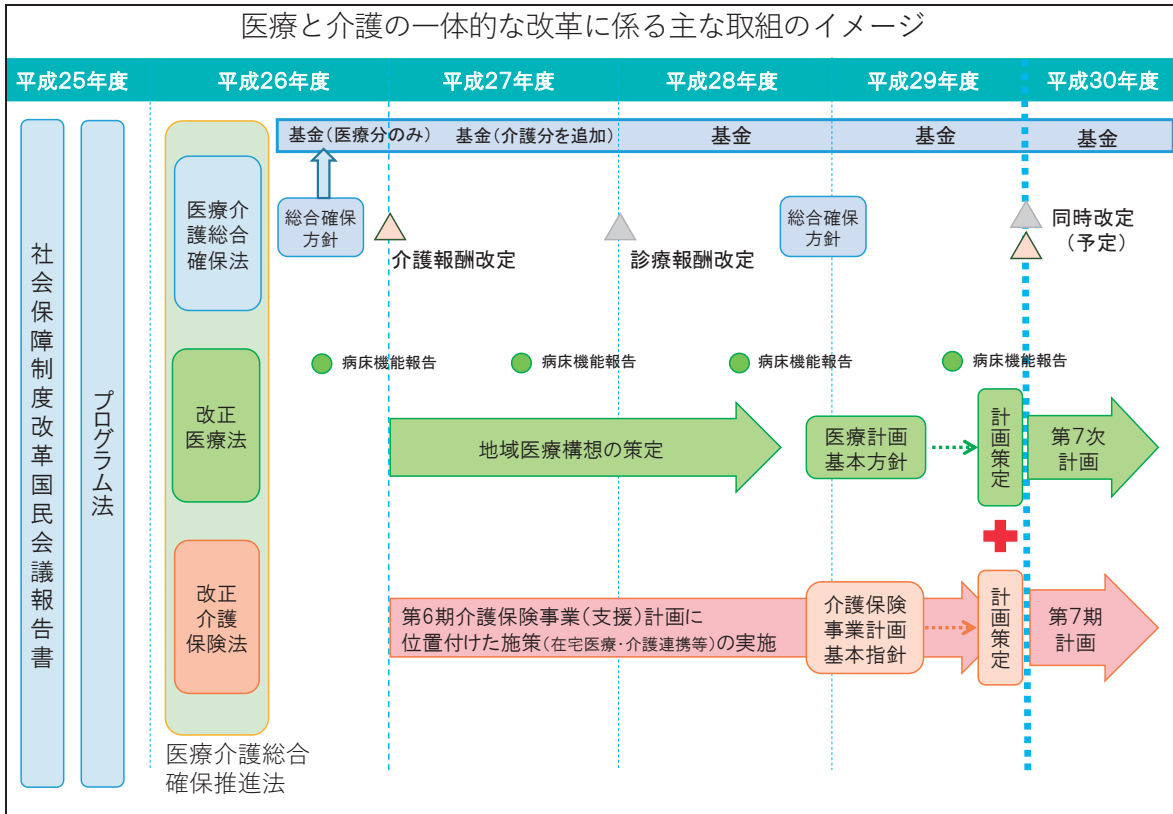 医療と介護の一体的な改革に係る主な取組のイメージ
平成25年度
平成26年度
平成27年度
平成28年度
平成29年度
平成30年度
社会保障制度改革国民会議報告書
プログラム法
基金(医療分のみ)
基金(介護分を追加)
基金
基金
基金
医療介
護総合
確保法
総合確保
方針
介護報酬改定
診療報酬改定
総合確保
方針
同時改定
(予定)
病床機能報告
病床機能報告
病床機能報告
病床機能報告
改正
医療法
地域医療構想の策定
医療計画
基本方針
計画策定
第7次
計画
改正
介護
保険法
第6期介護保険事業(支援)計画に
位置付けた施策(在宅医療・介護連携等)の実施
介護保険
事業計画
基本指針
計画策定
第7期
計画
医療介護総合
確保推進法